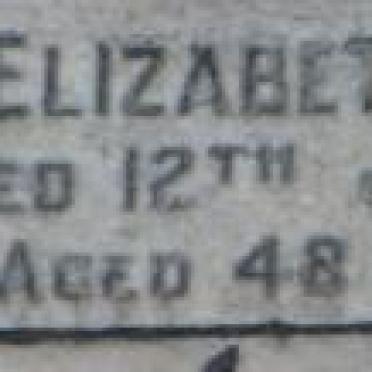 ELIZABET
ED 12TH
AGED 48